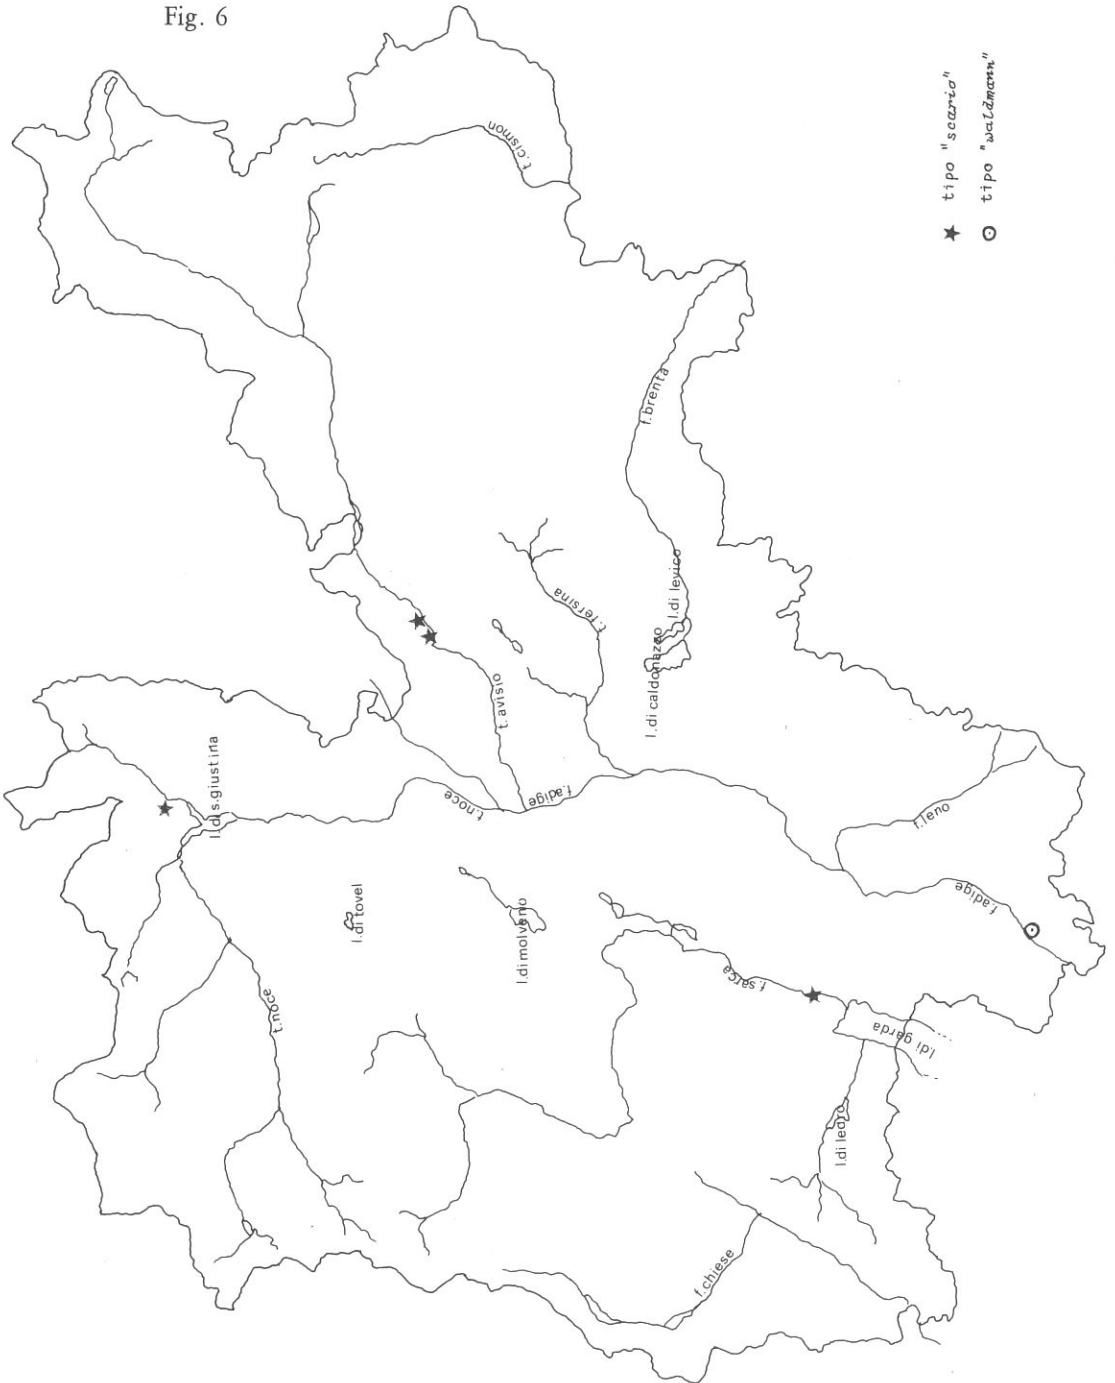 Fig. 6
★ tipo "scario"
⊙ tipo "waldmann"
t.cismon
f.brenta
l.di levico
l.di caldonazzo
t.fersina
t.avisio
l.di s.giustina
t.noce
f.adige
f.leno
f.adige
l.di tovel
l.di molveno
f.sarca
l.di garda
t.noce
l.di ledro
f.chiese